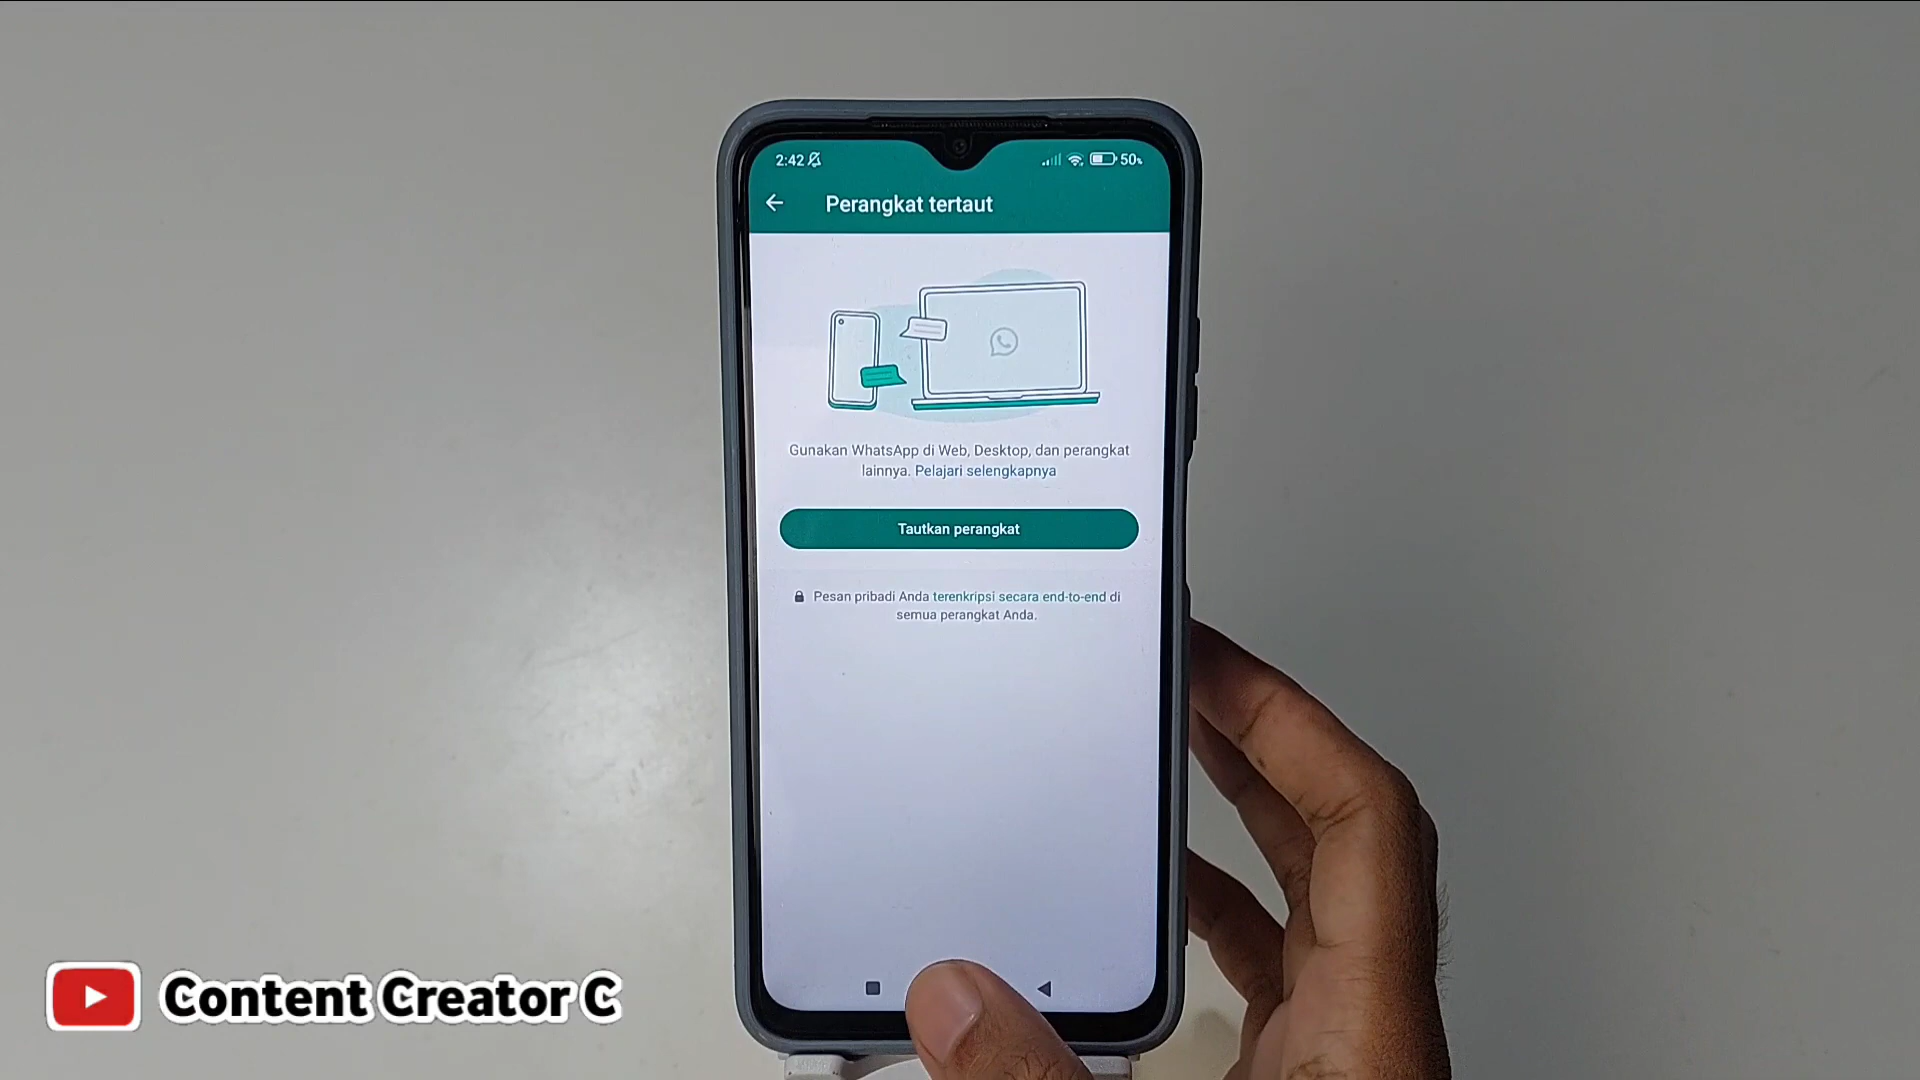 2:42
50%
Perangkat tertaut
Gunakan WhatsApp di Web, Desktop, dan perangkat
lainnya. Pelajari selengkapnya
Tautkan perangkat
Pesan pribadi Anda terenkripsi secara end-to-end di
semua perangkat Anda.
Content Creator C